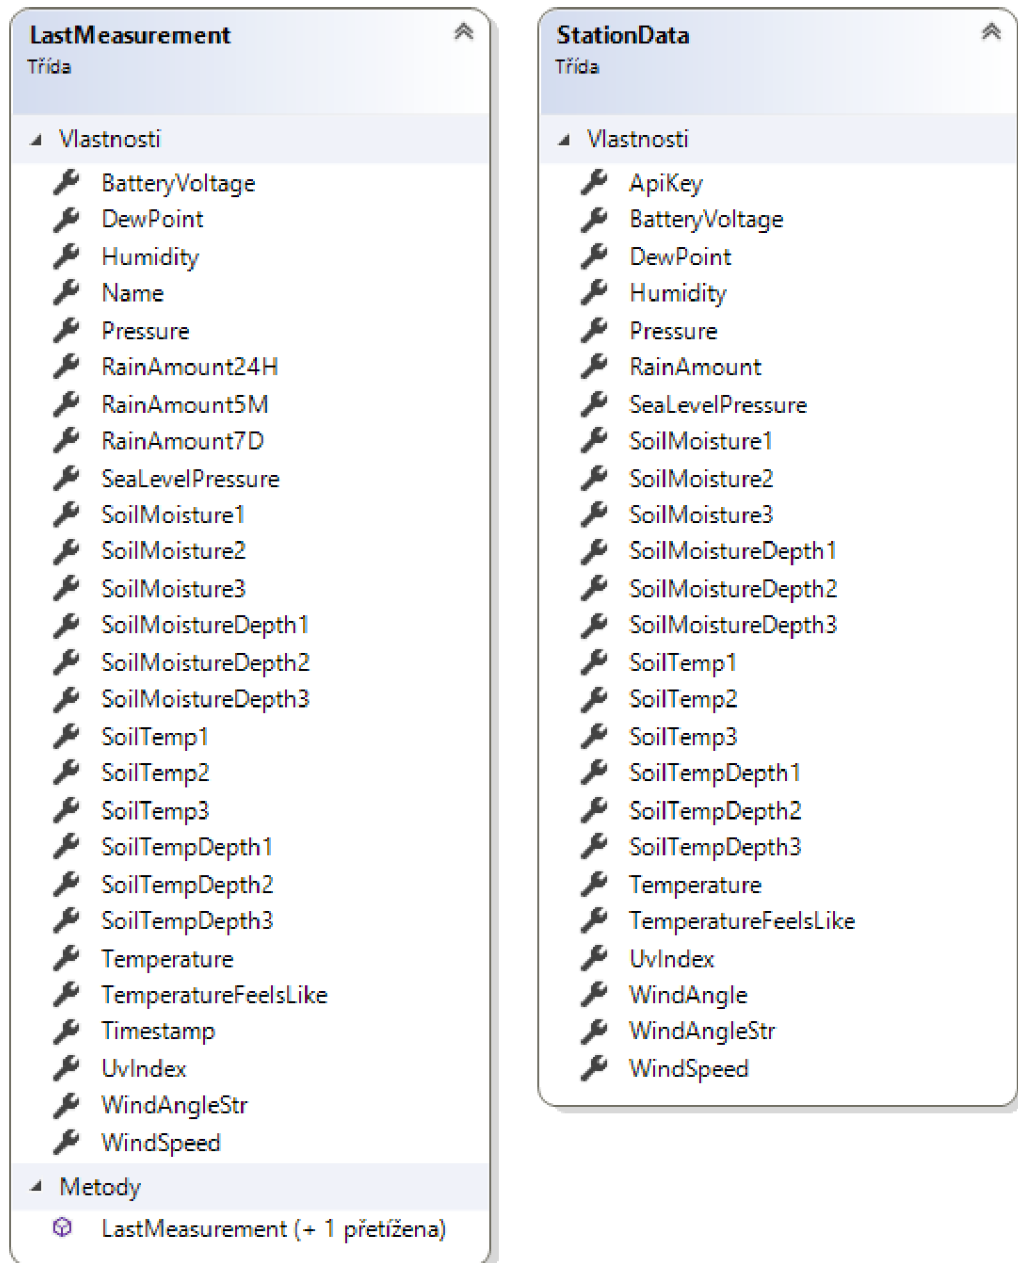 LastMeasurement
Třída
Vlastnosti
BatteryVoltage
DewPoint
Humidity
Name
Pressure
RainAmount24H
RainAmount5M
RainAmount7D
SeaLevelPressure
SoilMoisture1
SoilMoisture2
SoilMoisture3
SoilMoistureDepth1
SoilMoistureDepth2
SoilMoistureDepth3
SoilTemp1
SoilTemp2
SoilTemp3
SoilTempDepth1
SoilTempDepth2
SoilTempDepth3
Temperature
TemperatureFeelsLike
Timestamp
UvIndex
WindAngleStr
WindSpeed
Metody
LastMeasurement (+ 1 přetížena)
StationData
Třída
Vlastnosti
ApiKey
BatteryVoltage
DewPoint
Humidity
Pressure
RainAmount
SeaLevelPressure
SoilMoisture1
SoilMoisture2
SoilMoisture3
SoilMoistureDepth1
SoilMoistureDepth2
SoilMoistureDepth3
SoilTemp1
SoilTemp2
SoilTemp3
SoilTempDepth1
SoilTempDepth2
SoilTempDepth3
Temperature
TemperatureFeelsLike
UvIndex
WindAngle
WindAngleStr
WindSpeed